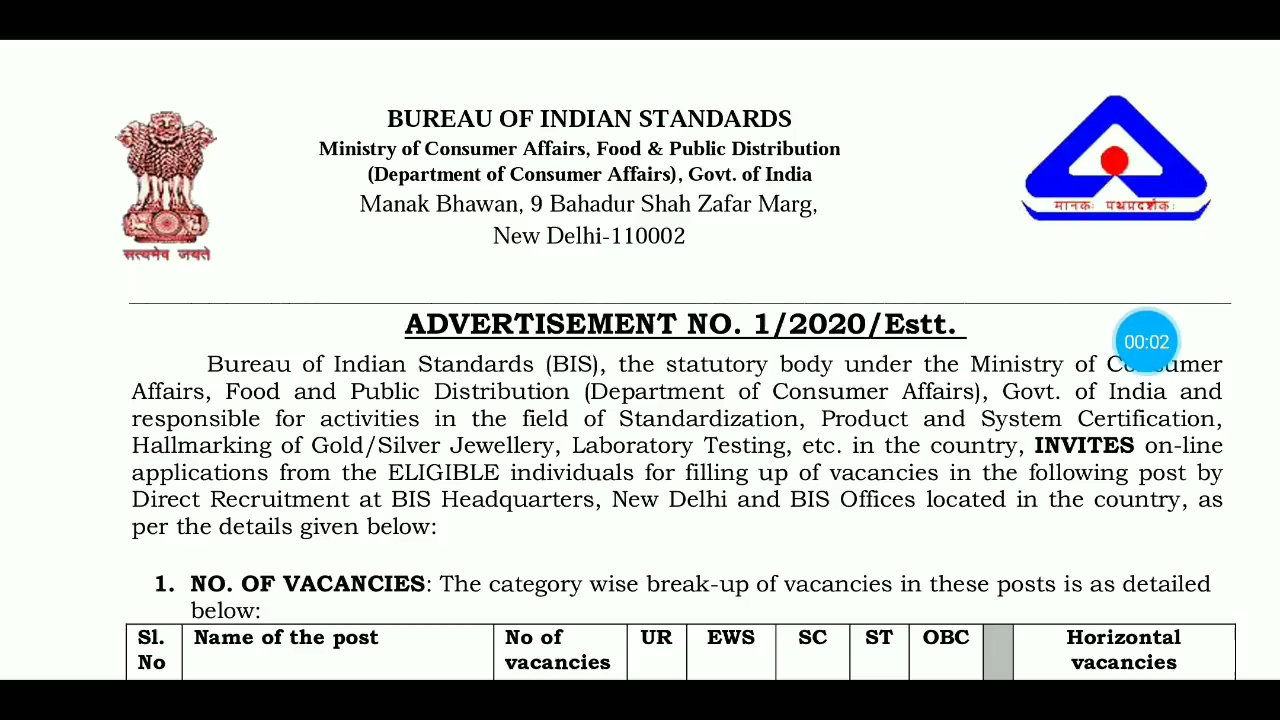 BUREAU OF INDIAN STANDARDS
Ministry of Consumer Affairs, Food & Public Distribution
(Department of Consumer Affairs), Govt. of India
Manak Bhawan, 9 Bahadur Shah Zafar Marg,
New Delhi-110002
सत्यमेव जयते
मानकः पथप्रदर्शकः
ADVERTISEMENT NO. 1/2020/Estt.
00:02
Bureau of Indian Standards (BIS), the statutory body under the Ministry of Consumer
Affairs, Food and Public Distribution (Department of Consumer Affairs), Govt. of India and
responsible for activities in the field of Standardization, Product and System Certification,
Hallmarking of Gold/Silver Jewellery, Laboratory Testing, etc. in the country, INVITES on-line
applications from the ELIGIBLE individuals for filling up of vacancies in the following post by
Direct Recruitment at BIS Headquarters, New Delhi and BIS Offices located in the country, as
per the details given below:
1. NO. OF VACANCIES: The category wise break-up of vacancies in these posts is as detailed
below:
Sl. Name of the post No of UR EWS SC ST OBC Horizontal
No vacancies vacancies